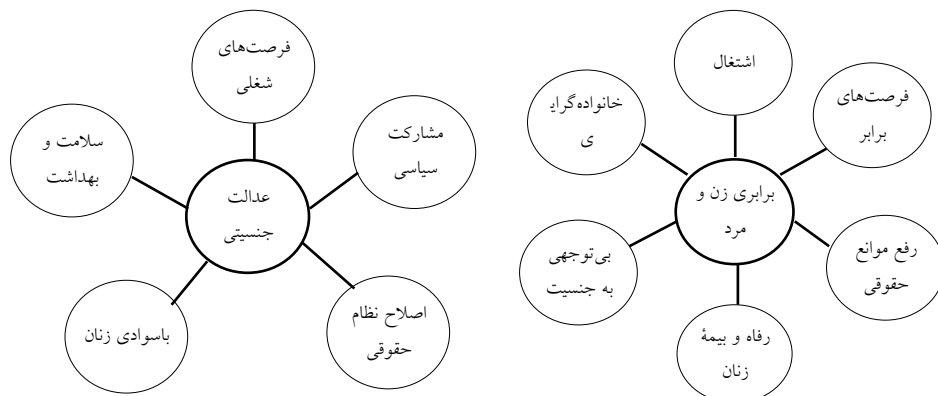 اشتغال
فرصت‌های
برابر
رفع موانع
حقوقی
رفاه و بیمهٔ
زنان
بی‌توجهی
به جنسیت
خانواده‌گرای
ی
برابری زن و
مرد
فرصت‌های
شغلی
مشارکت
سیاسی
اصلاح نظام
حقوقی
باسوادی زنان
سلامت و
بهداشت
عدالت
جنسیتی